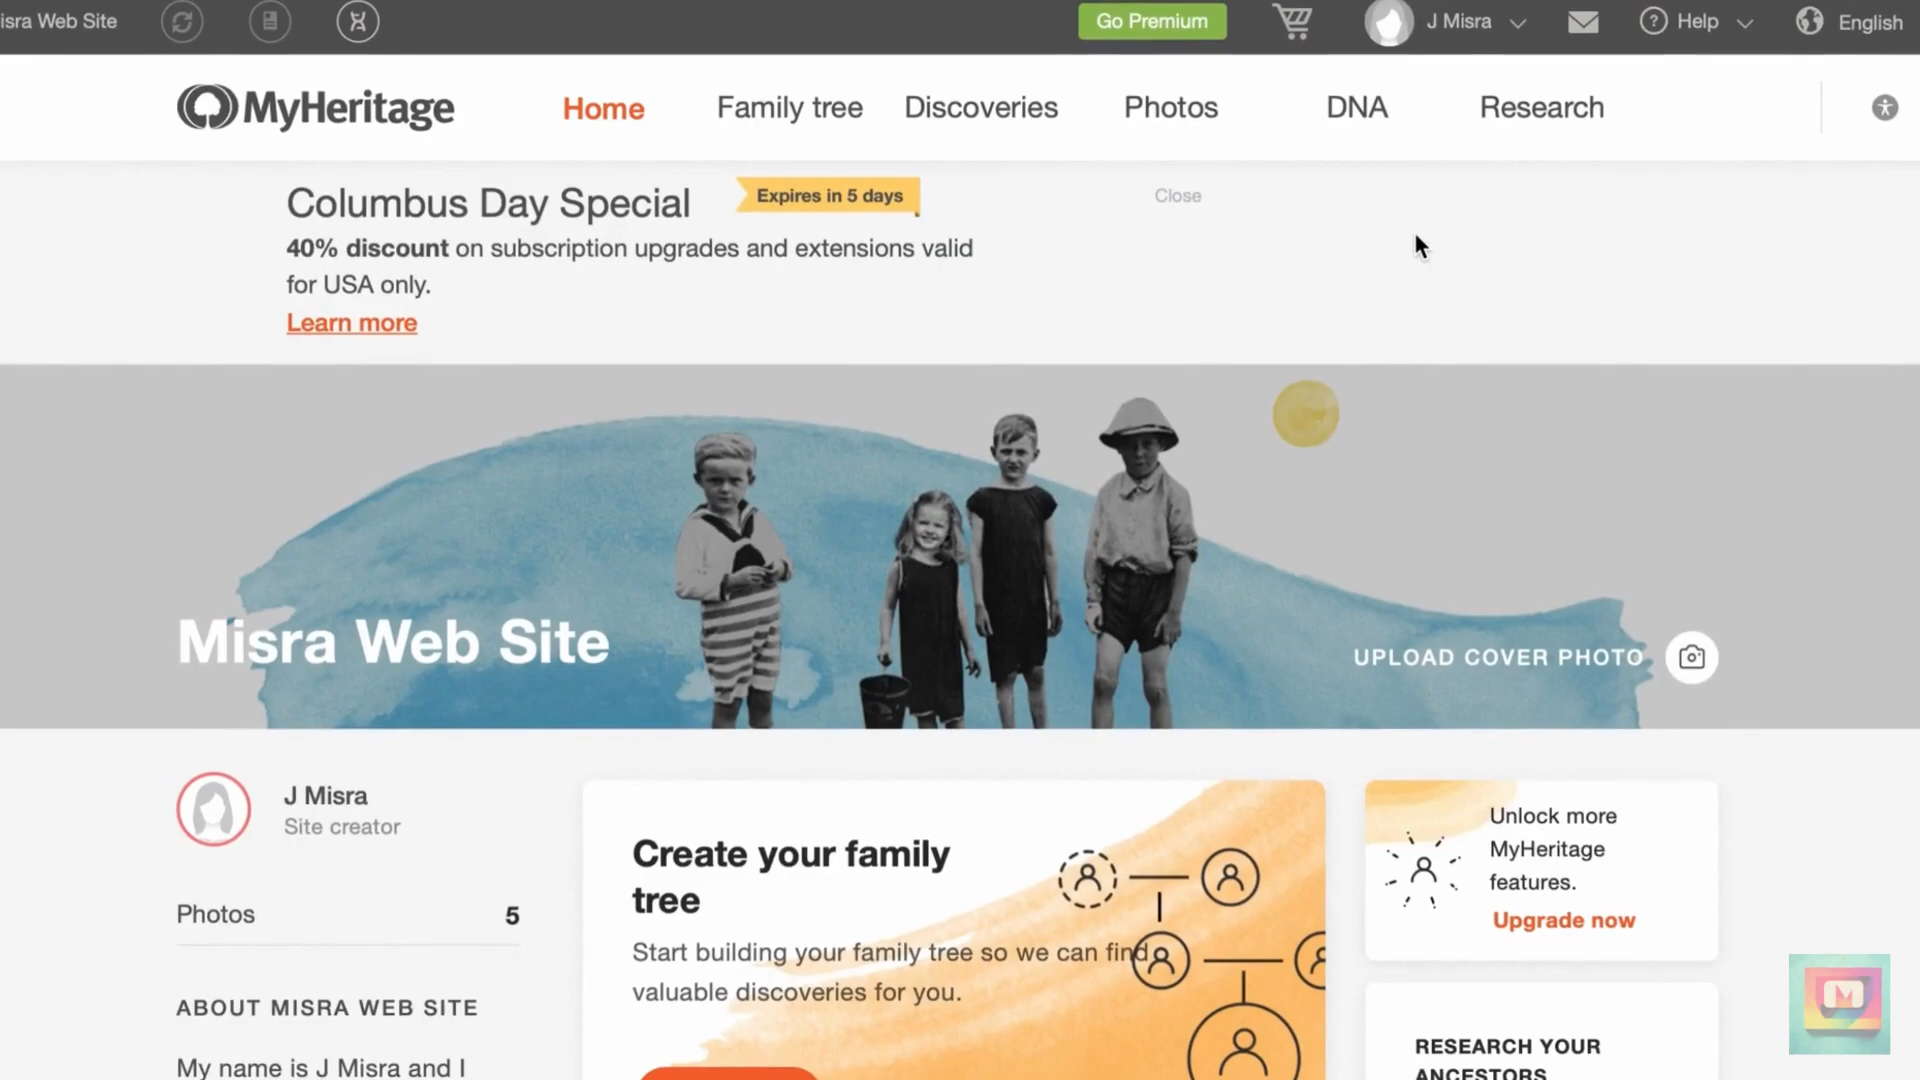 isra Web Site
Go Premium
J Misra
Help
English
MyHeritage
Home
Family tree
Discoveries
Photos
DNA
Research
Columbus Day Special
Expires in 5 days
Close
40% discount on subscription upgrades and extensions valid
for USA only.
Learn more
Misra Web Site
UPLOAD COVER PHOTO
J Misra
Site creator
Photos 5
ABOUT MISRA WEB SITE
My name is J Misra and I
Create your family
tree
Start building your family tree so we can find
valuable discoveries for you.
Unlock more
MyHeritage
features.
Upgrade now
RESEARCH YOUR
ANCESTORS
M